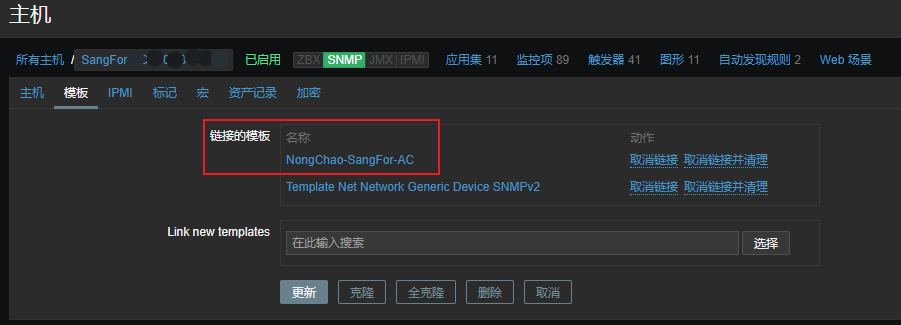 主机
所有主机 / SangFor 已启用 ZBX SNMP JMX IPMI 应用集 11 监控项 89 触发器 41 图形 11 自动发现规则 2 Web 场景
主机 模板 IPMI 标记 宏 资产记录 加密
链接的模板 名称 动作
NongChao-SangFor-AC 取消链接 取消链接并清理
Template Net Network Generic Device SNMPv2 取消链接 取消链接并清理
Link new templates 在此输入搜索 选择
更新 克隆 全克隆 删除 取消